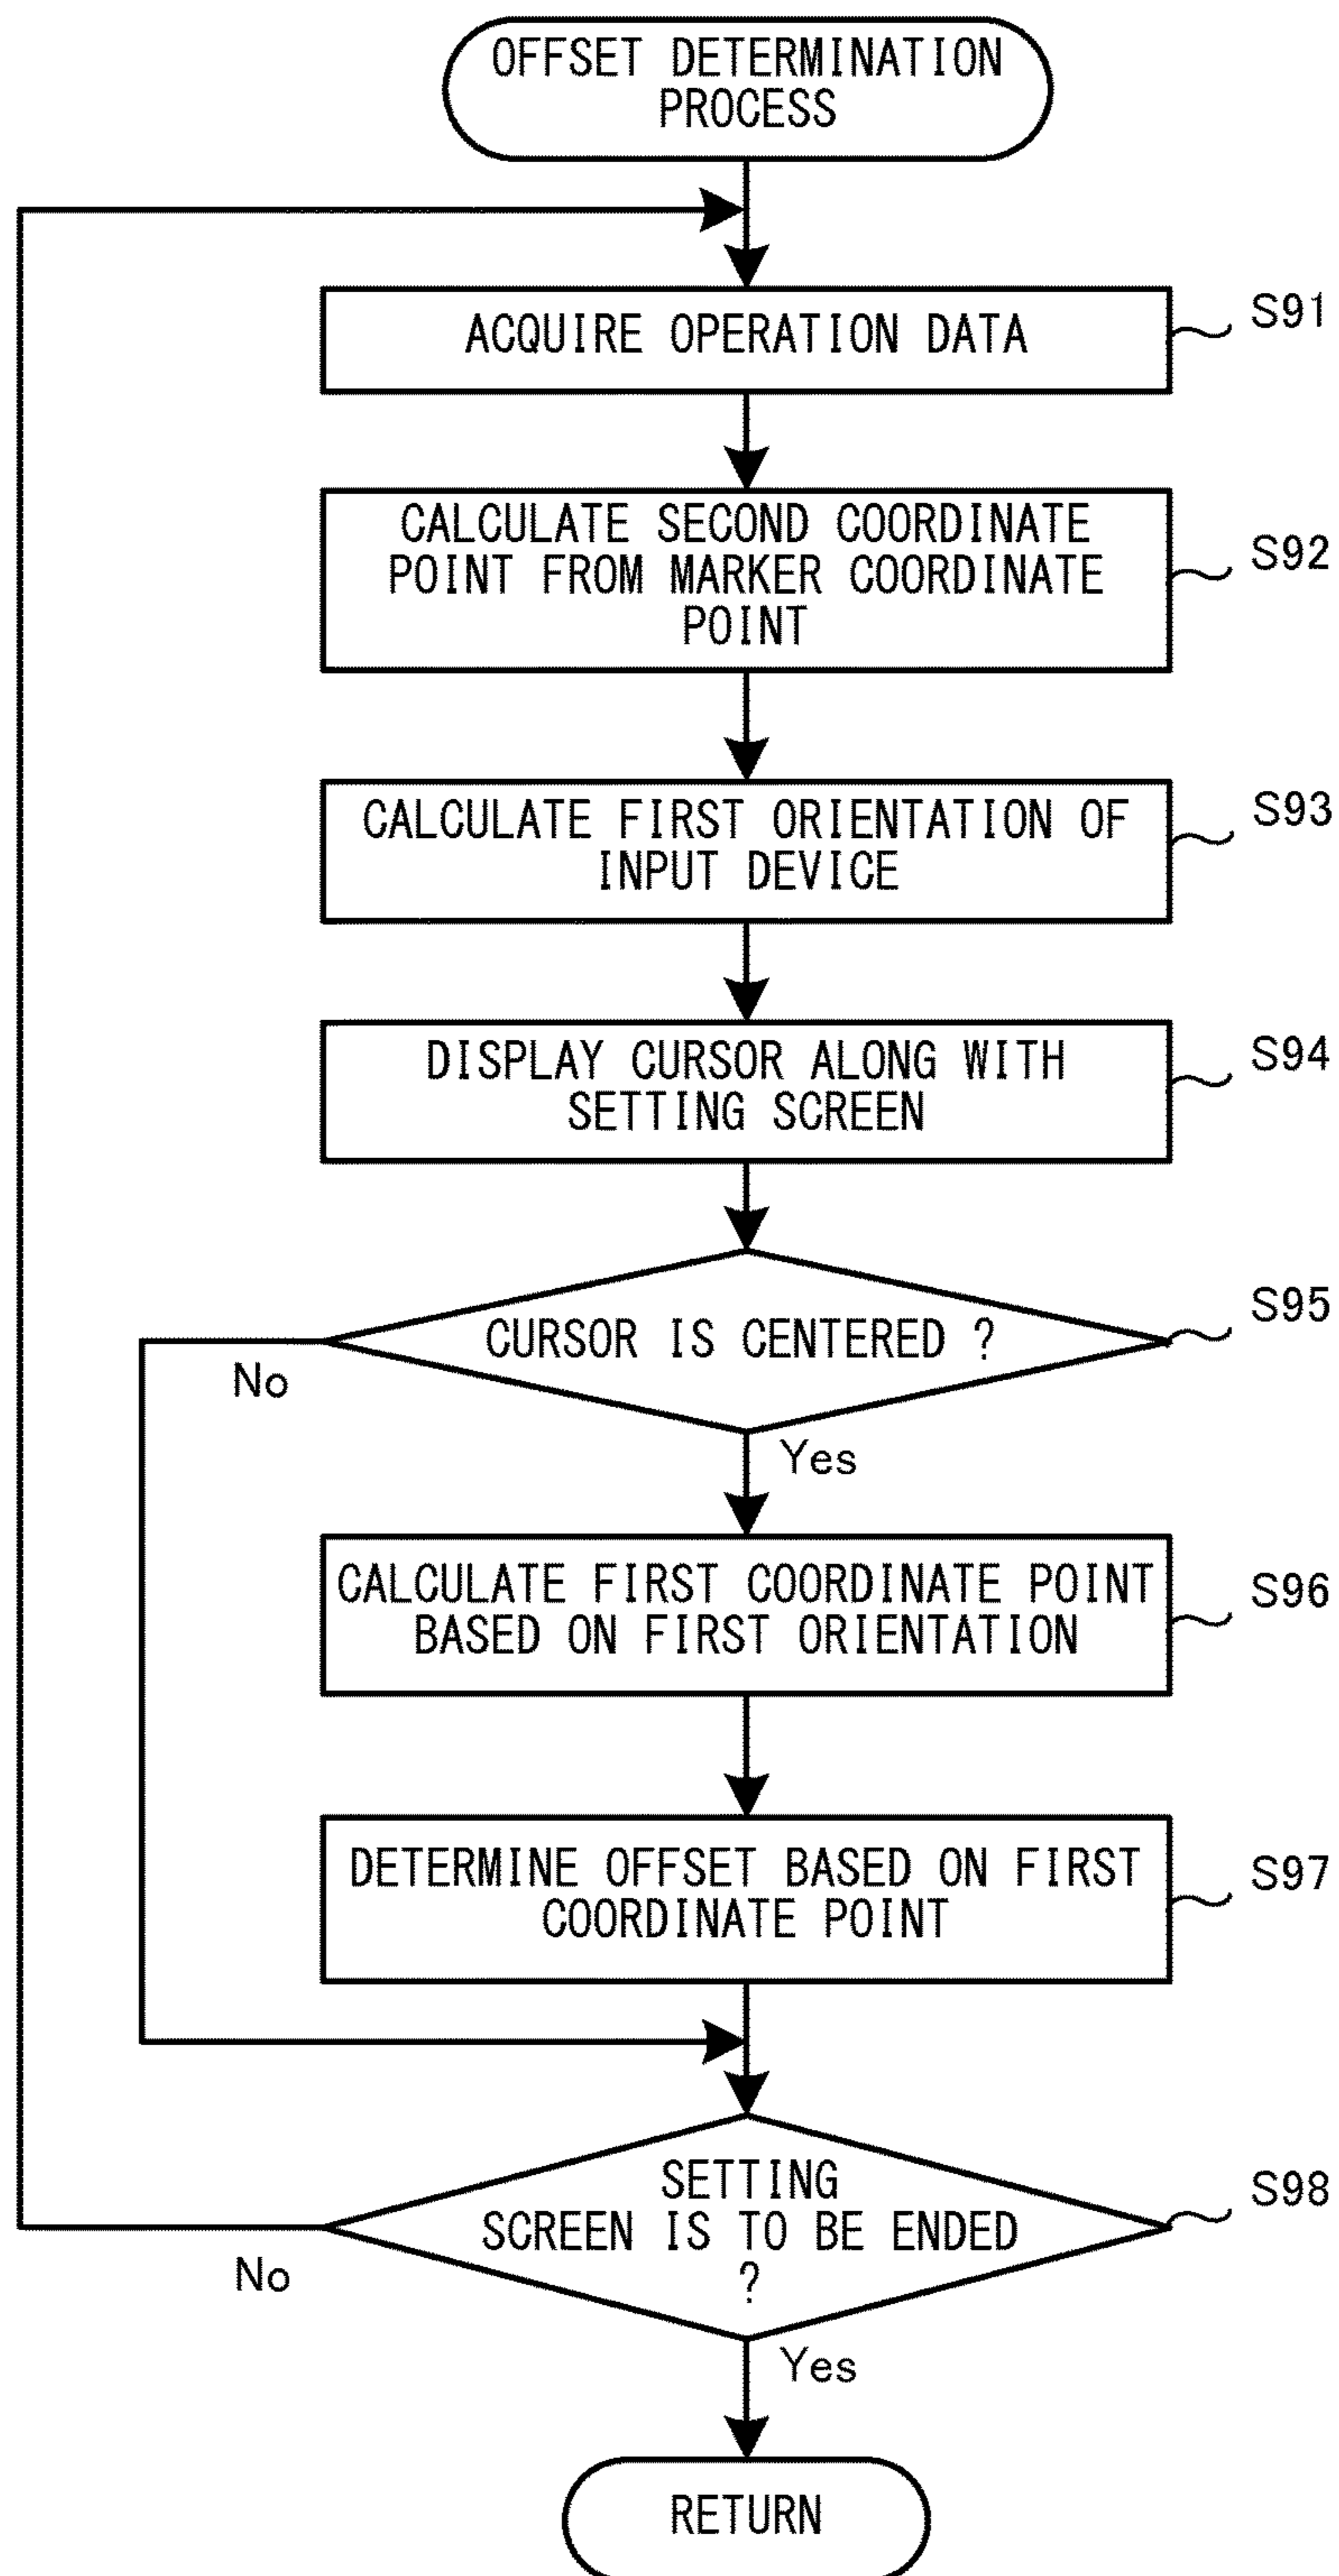 OFFSET DETERMINATION
PROCESS
ACQUIRE OPERATION DATA
S91
CALCULATE SECOND COORDINATE
POINT FROM MARKER COORDINATE
POINT
S92
CALCULATE FIRST ORIENTATION OF
INPUT DEVICE
S93
DISPLAY CURSOR ALONG WITH
SETTING SCREEN
S94
CURSOR IS CENTERED ?
S95
No
Yes
CALCULATE FIRST COORDINATE POINT
BASED ON FIRST ORIENTATION
S96
DETERMINE OFFSET BASED ON FIRST
COORDINATE POINT
S97
SETTING
SCREEN IS TO BE ENDED
?
S98
No
Yes
RETURN